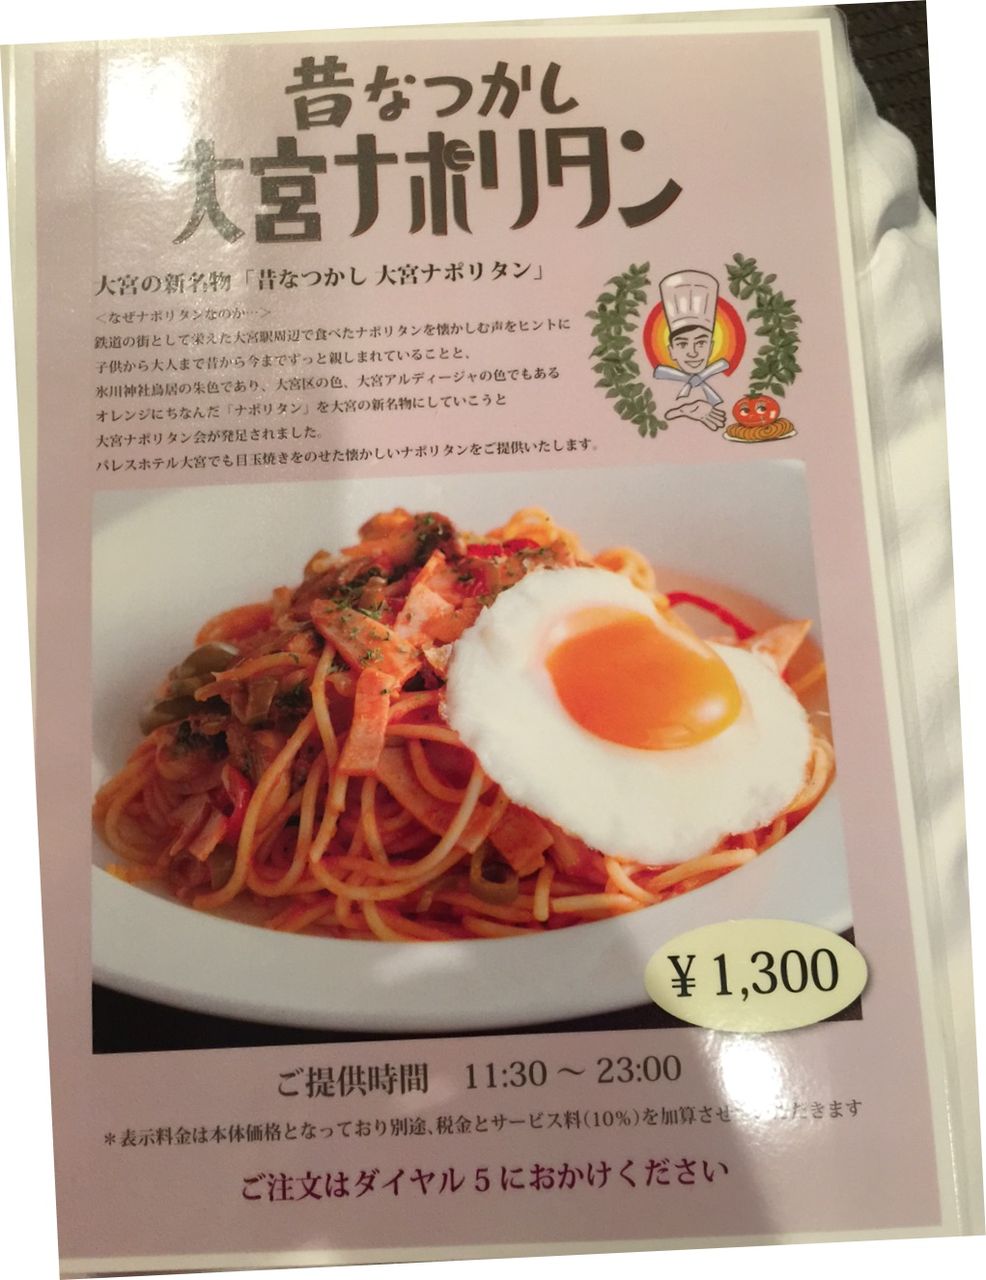 昔なつかし
大宮ナポリタン
大宮の新名物「昔なつかし 大宮ナポリタン」
＜なぜナポリタンなのか…＞
鉄道の街として栄えた大宮駅周辺で食べたナポリタンを懐かしむ声をヒントに
子供から大人まで昔から今までずっと親しまれていることと、
氷川神社鳥居の朱色であり、大宮区の色、大宮アルディージャの色でもある
オレンジにちなんだ「ナポリタン」を大宮の新名物にしていこうと
大宮ナポリタン会が発足されました。
パレスホテル大宮でも目玉焼きをのせた懐かしいナポリタンをご提供いたします。
¥1,300
ご提供時間 11:30 ～ 23:00
＊表示料金は本体価格となっており別途、税金とサービス料(10%)を加算させていただきます
ご注文はダイヤル5におかけください